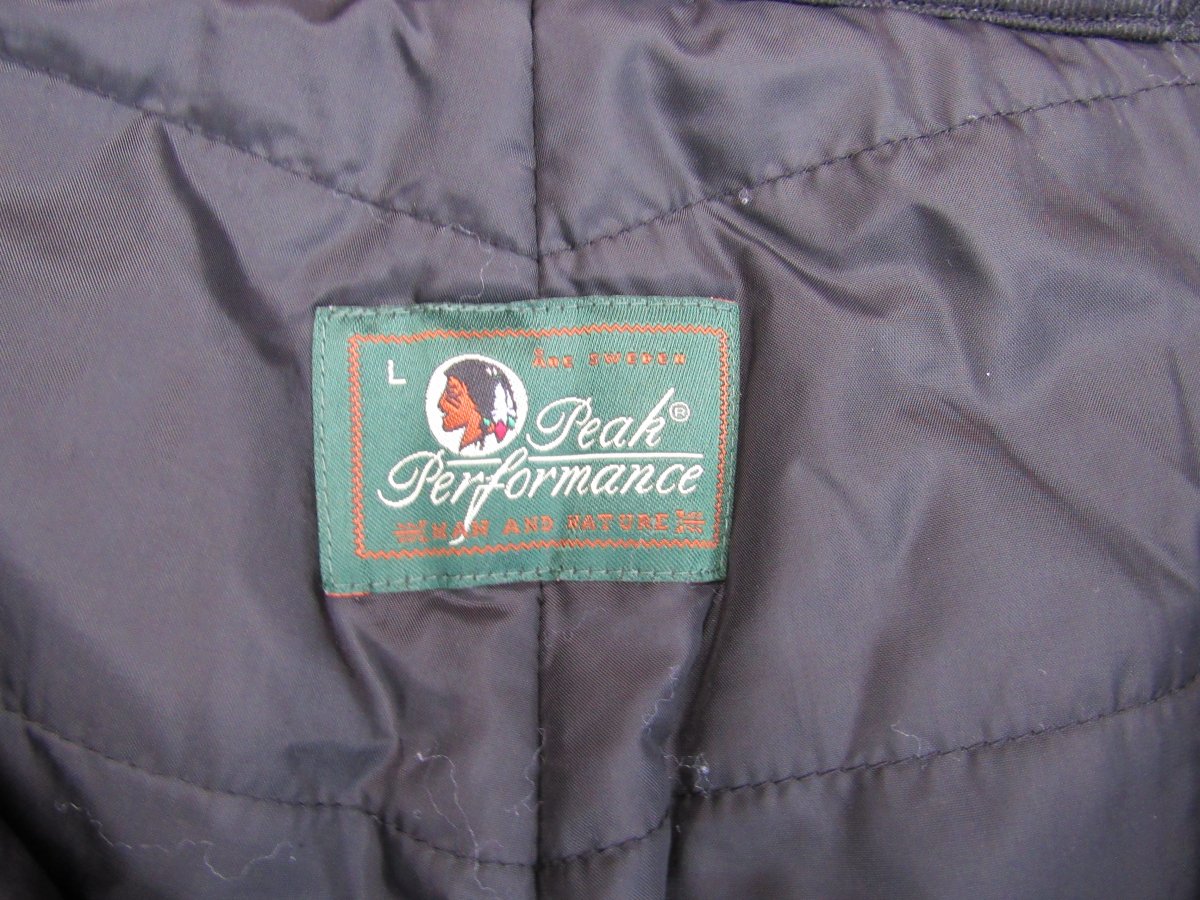 L
ÅRE SWEDEN
Peak®
Performance
MAN AND NATURE